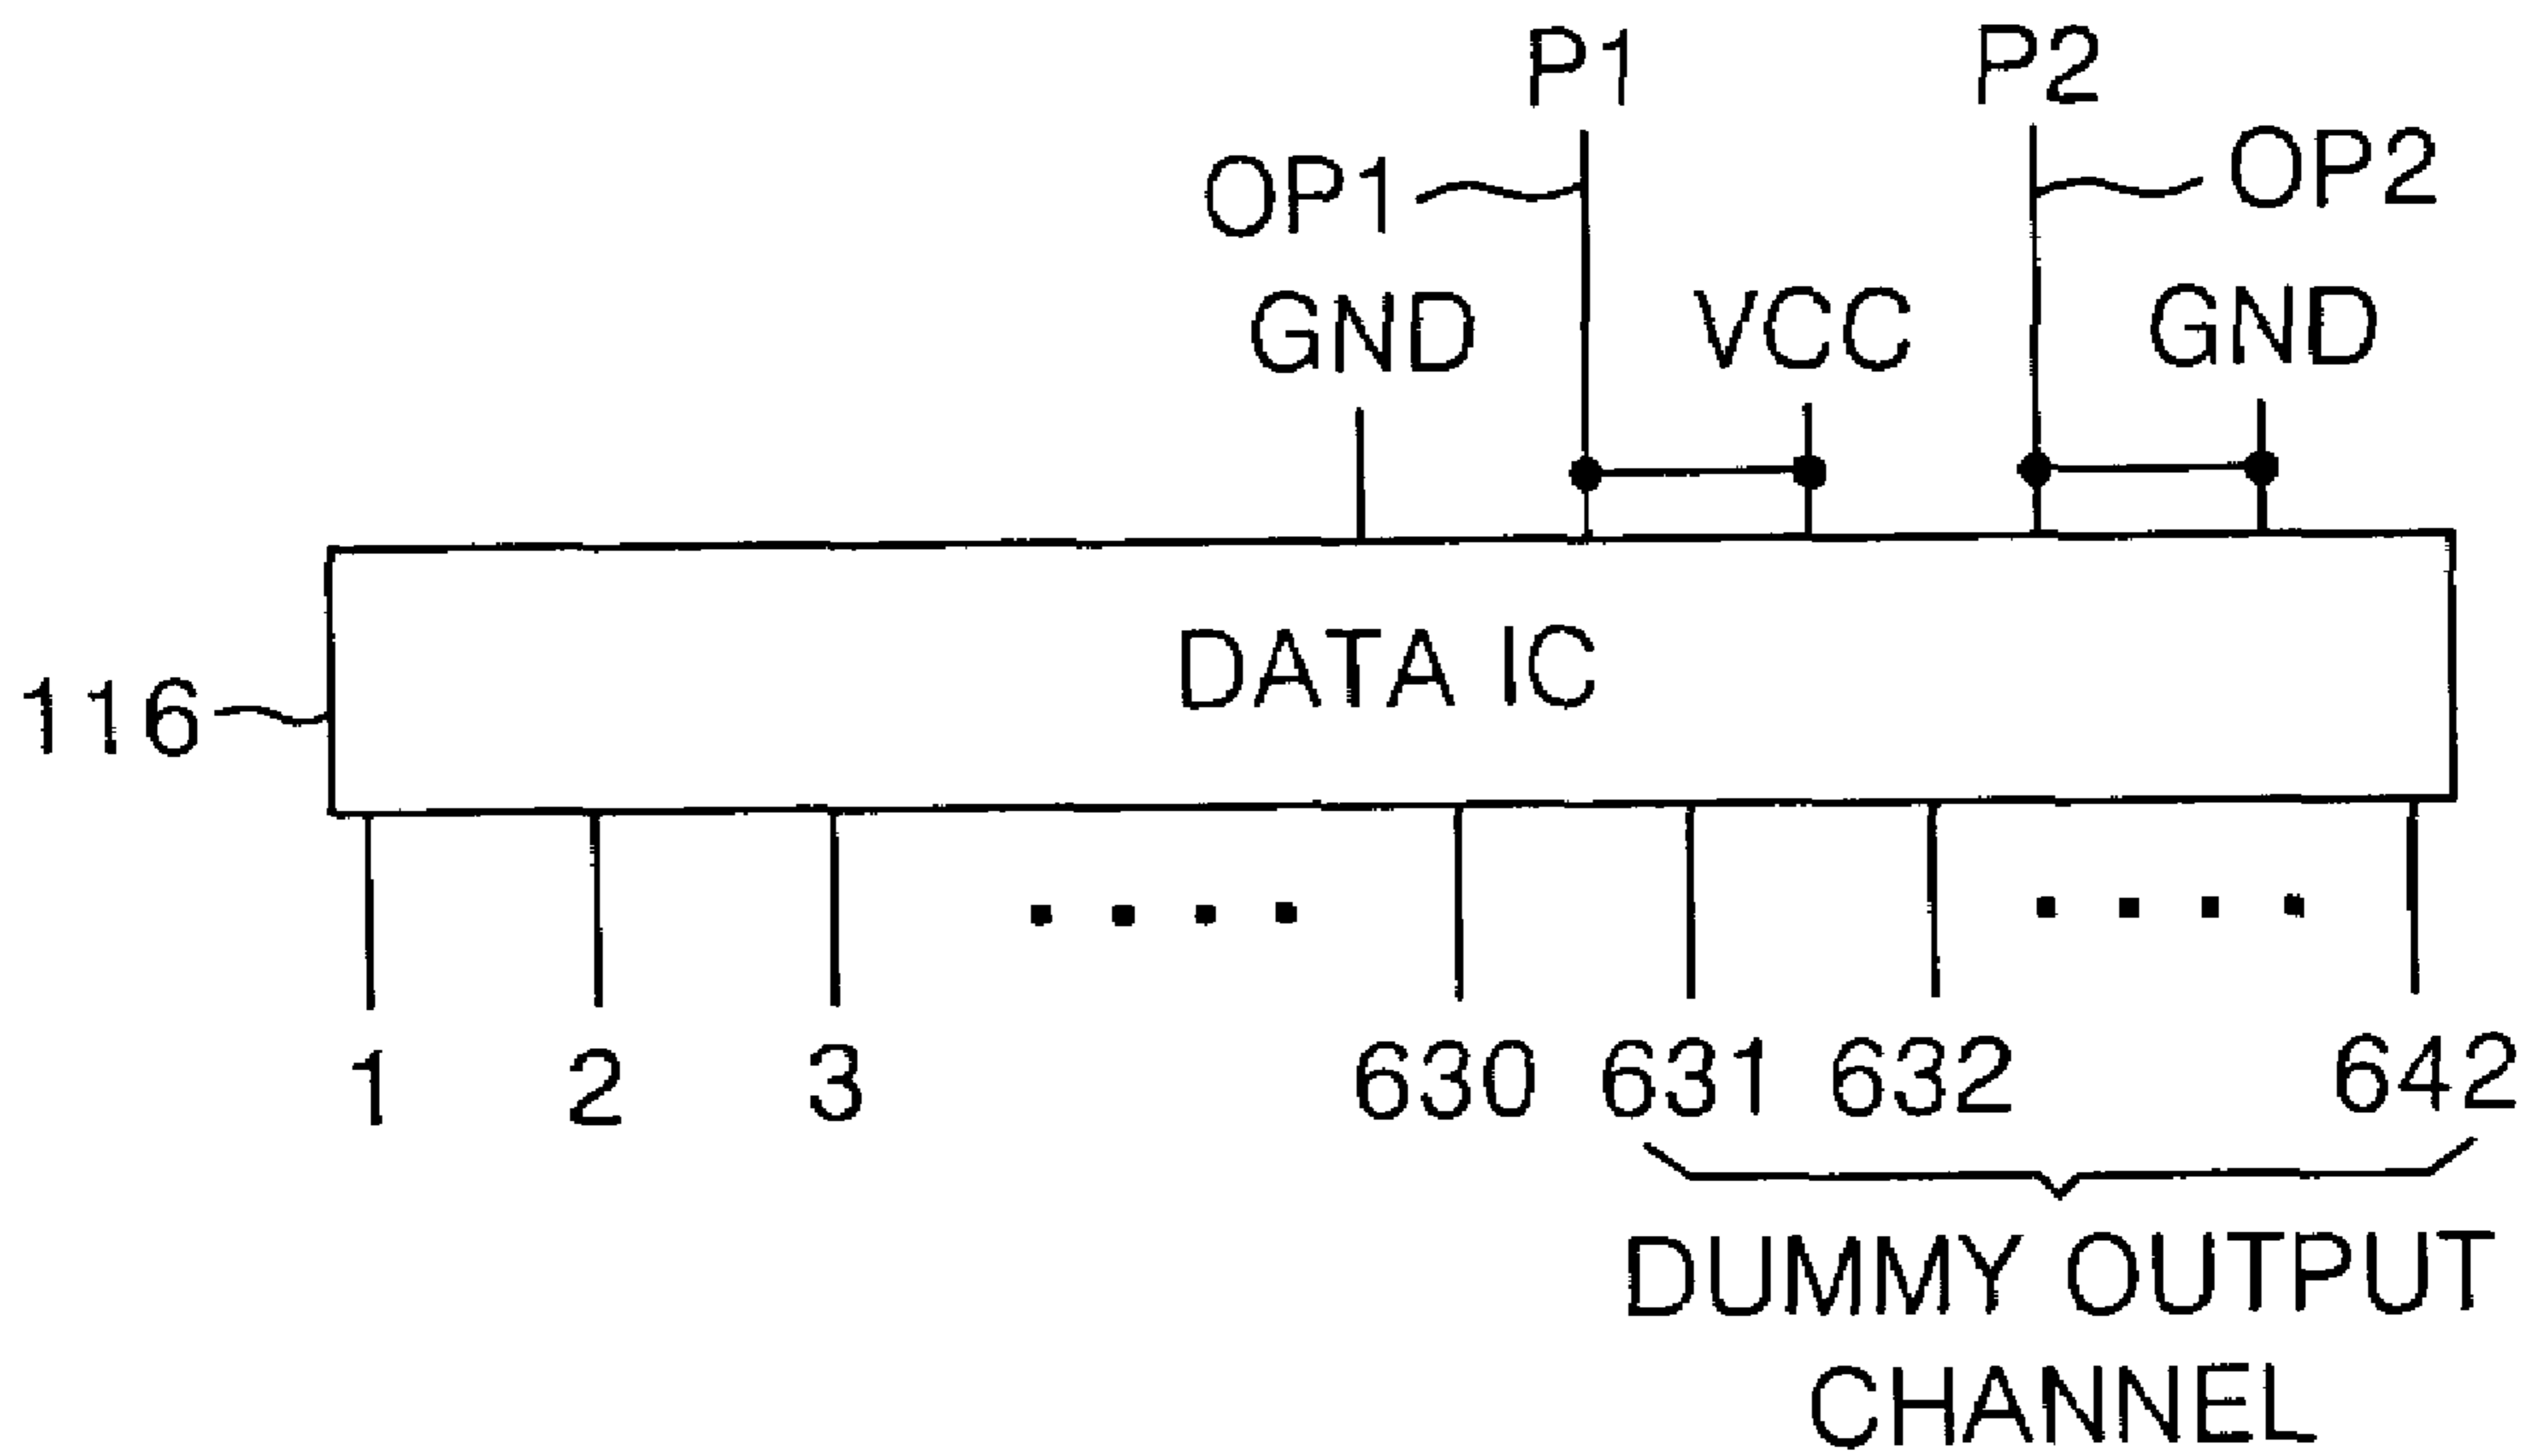 P1 P2
OP1 OP2
GND VCC GND
DATA IC
116
1 2 3 630 631 632 642
DUMMY OUTPUT
CHANNEL